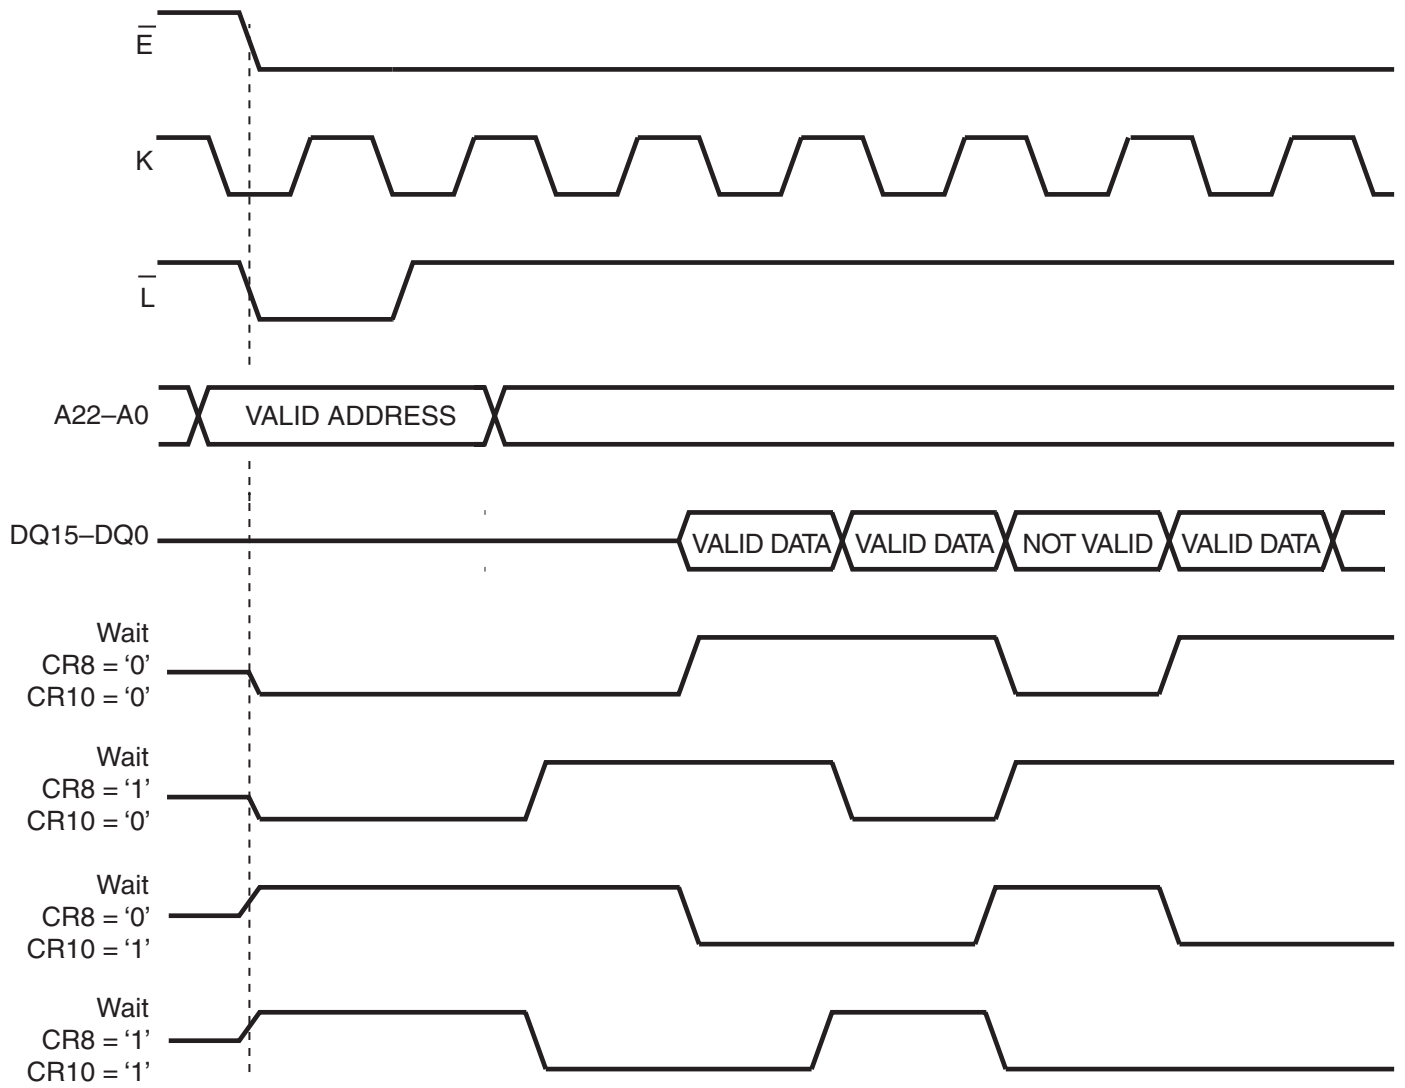 E̅
K
L̅
A22–A0
VALID ADDRESS
DQ15–DQ0
VALID DATA
VALID DATA
NOT VALID
VALID DATA
Wait
CR8 = ‘0’
CR10 = ‘0’
Wait
CR8 = ‘1’
CR10 = ‘0’
Wait
CR8 = ‘0’
CR10 = ‘1’
Wait
CR8 = ‘1’
CR10 = ‘1’